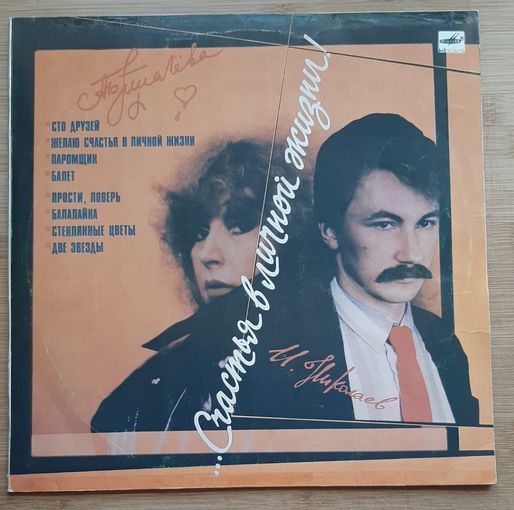 А. Пугачёва
СТО ДРУЗЕЙ
ЖЕЛАЮ СЧАСТЬЯ В ЛИЧНОЙ ЖИЗНИ
ПАРОМЩИК
БАЛЕТ
ПРОСТИ, ПОВЕРЬ
БАЛАЛАЙКА
СТЕКЛЯННЫЕ ЦВЕТЫ
ДВЕ ЗВЕЗДЫ
...Счастья в личной жизни!
И. Николаев